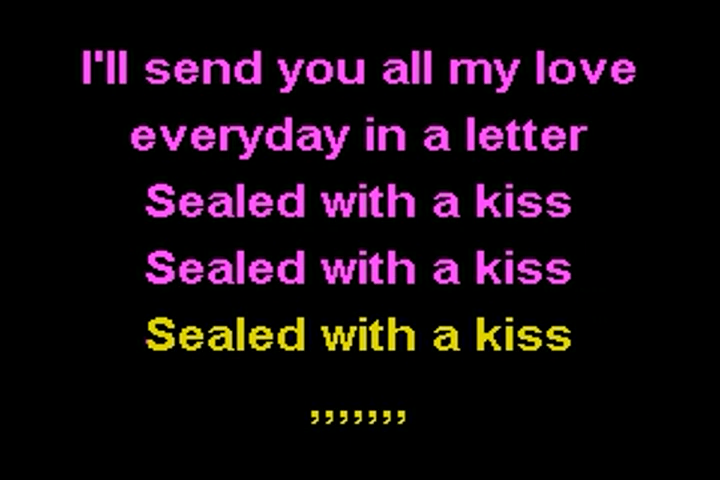 I'll send you all my love
everyday in a letter
Sealed with a kiss
Sealed with a kiss
Sealed with a kiss
,,,,,,,